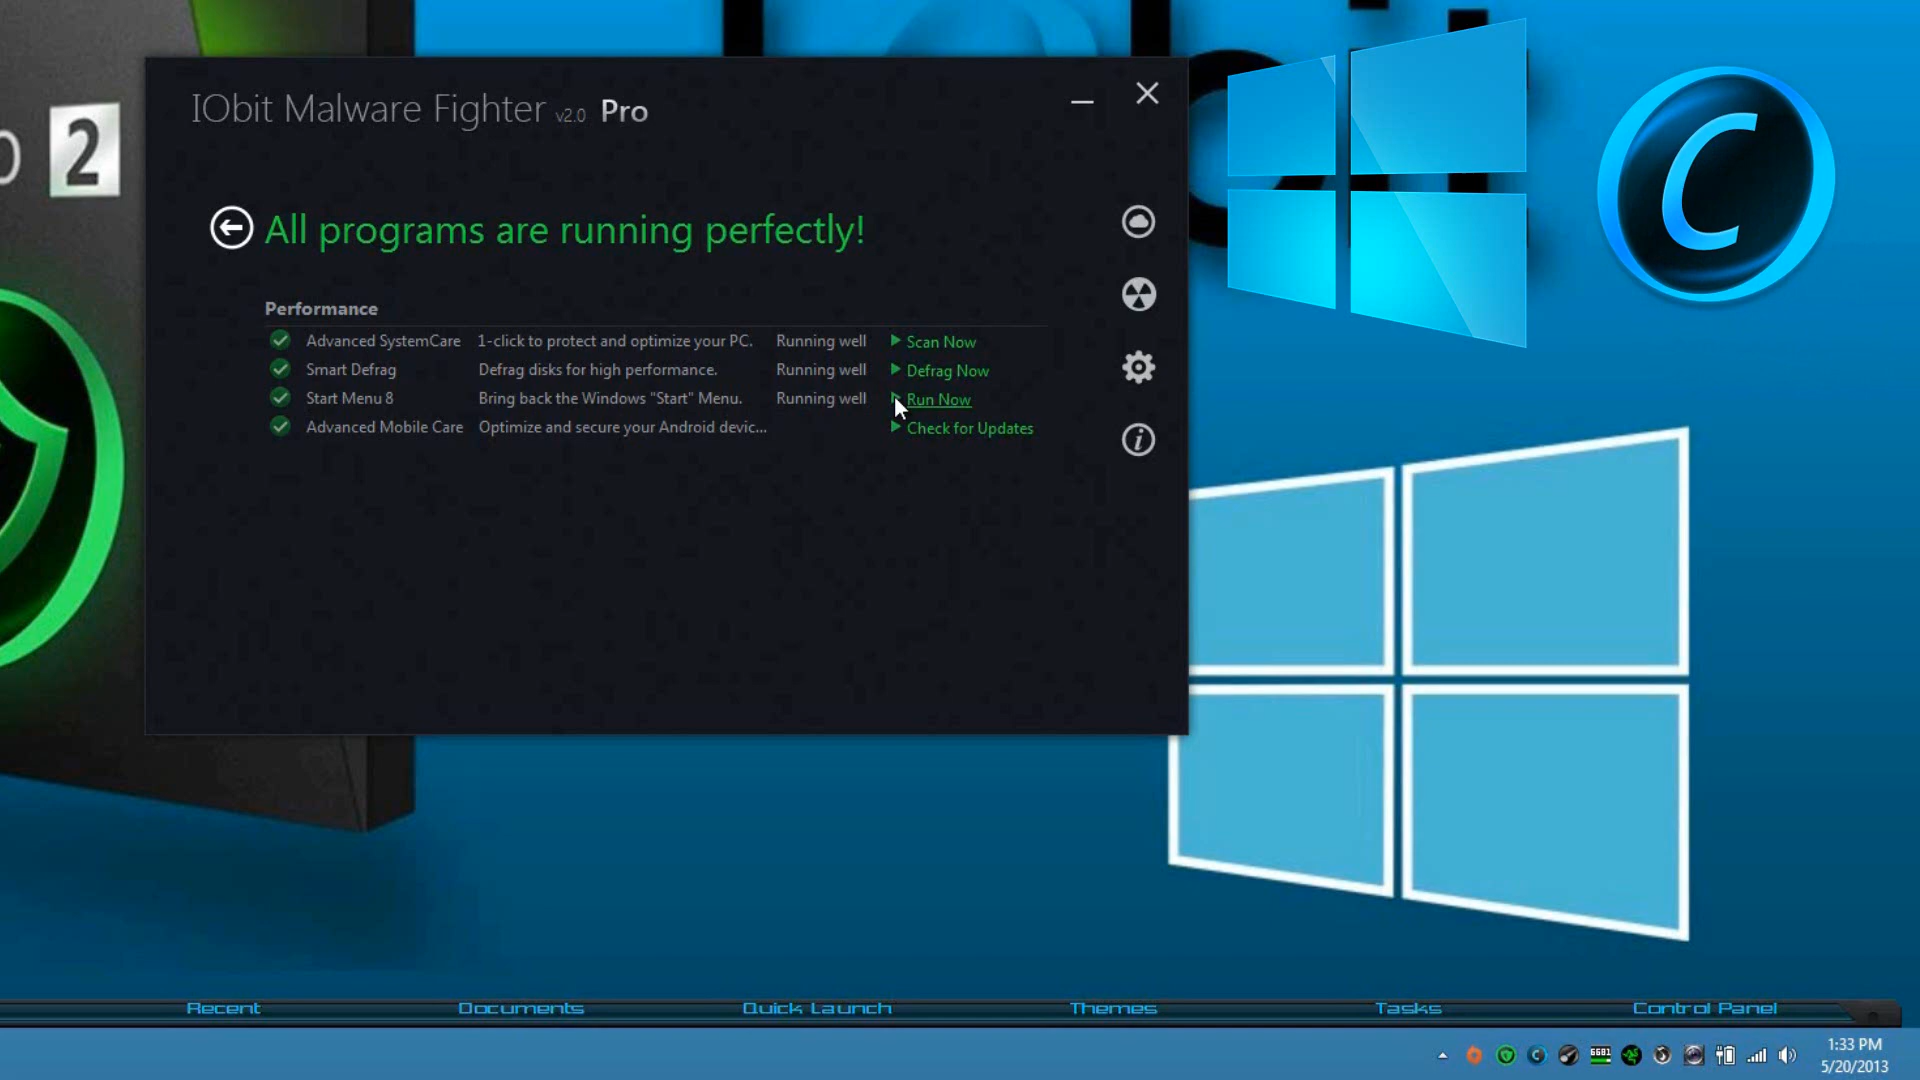 IObit Malware Fighter v2.0 Pro
2
All programs are running perfectly!
Performance
Advanced SystemCare 1-click to protect and optimize your PC. Running well Scan Now
Smart Defrag Defrag disks for high performance. Running well Defrag Now
Start Menu 8 Bring back the Windows "Start" Menu. Running well Run Now
Advanced Mobile Care Optimize and secure your Android devic... Check for Updates
Recent Documents Quick Launch Themes Tasks Control Panel
1:33 PM
5/20/2013